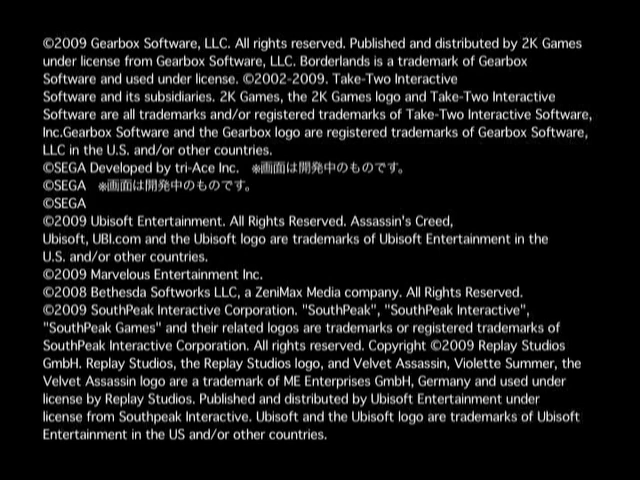 ©2009 Gearbox Software, LLC. All rights reserved. Published and distributed by 2K Games
under license from Gearbox Software, LLC. Borderlands is a trademark of Gearbox
Software and used under license. ©2002-2009. Take-Two Interactive
Software and its subsidiaries. 2K Games, the 2K Games logo and Take-Two Interactive
Software are all trademarks and/or registered trademarks of Take-Two Interactive Software,
Inc.Gearbox Software and the Gearbox logo are registered trademarks of Gearbox Software,
LLC in the U.S. and/or other countries.
©SEGA Developed by tri-Ace Inc. ※画面は開発中のものです。
©SEGA ※画面は開発中のものです。
©SEGA
©2009 Ubisoft Entertainment. All Rights Reserved. Assassin's Creed,
Ubisoft, UBI.com and the Ubisoft logo are trademarks of Ubisoft Entertainment in the
U.S. and/or other countries.
©2009 Marvelous Entertainment Inc.
©2008 Bethesda Softworks LLC, a ZeniMax Media company. All Rights Reserved.
©2009 SouthPeak Interactive Corporation. "SouthPeak", "SouthPeak Interactive",
"SouthPeak Games" and their related logos are trademarks or registered trademarks of
SouthPeak Interactive Corporation. All rights reserved. Copyright ©2009 Replay Studios
GmbH. Replay Studios, the Replay Studios logo, and Velvet Assassin, Violette Summer, the
Velvet Assassin logo are a trademark of ME Enterprises GmbH, Germany and used under
license by Replay Studios. Published and distributed by Ubisoft Entertainment under
license from Southpeak Interactive. Ubisoft and the Ubisoft logo are trademarks of Ubisoft
Entertainment in the US and/or other countries.